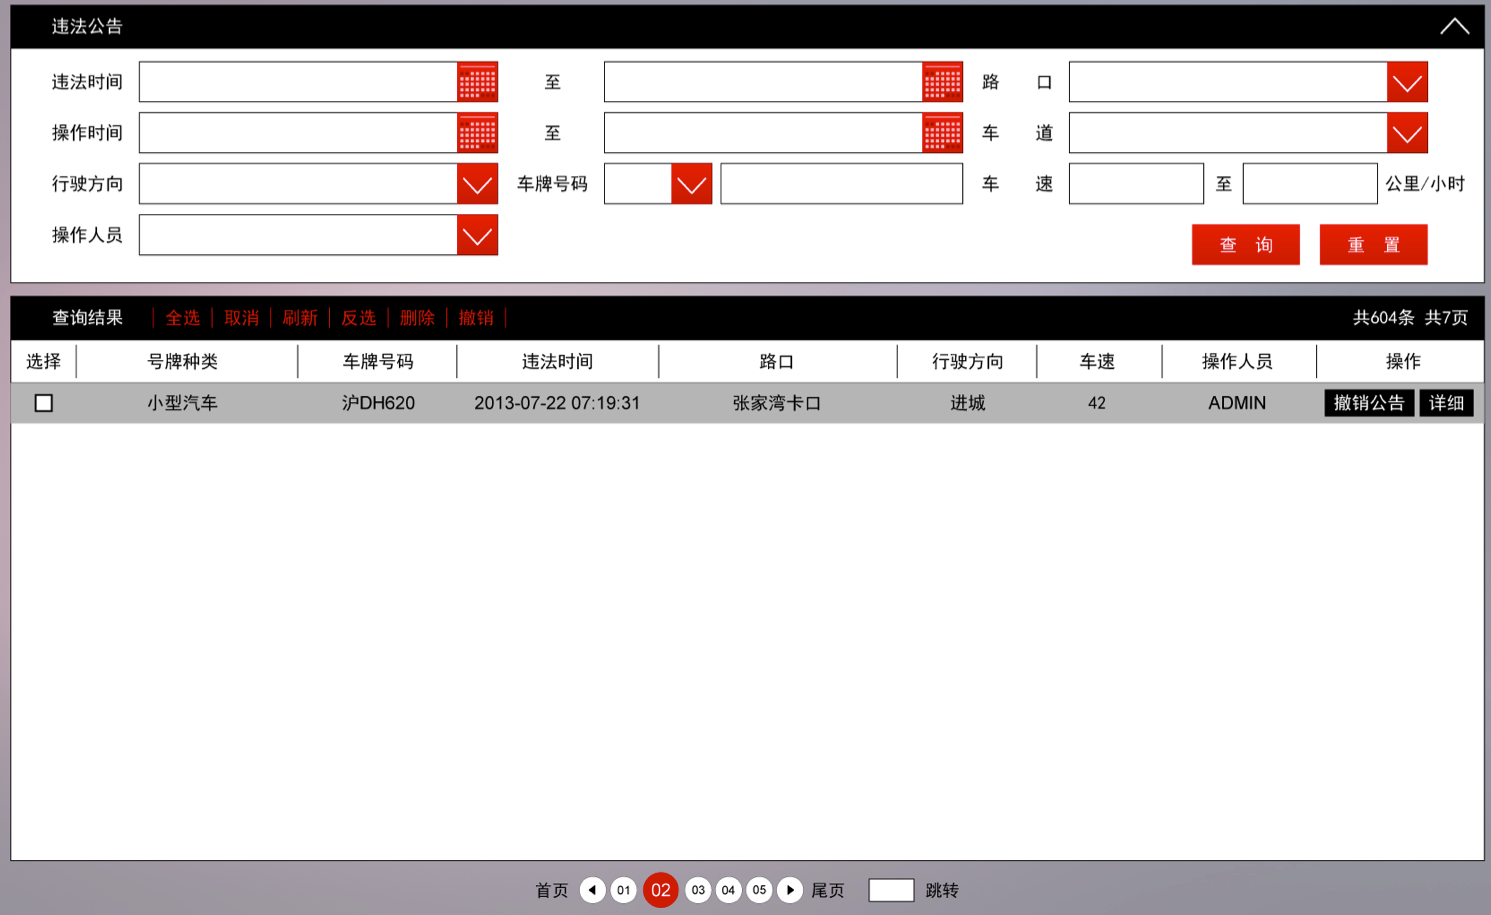 违法公告
违法时间 至 路 口
操作时间 至 车 道
行驶方向 车牌号码 车 速 至 公里/小时
操作人员
查 询 重 置
查询结果 全选 取消 刷新 反选 删除 撤销 共604条 共7页
选择 号牌种类 车牌号码 违法时间 路口 行驶方向 车速 操作人员 操作
小型汽车 沪DH620 2013-07-22 07:19:31 张家湾卡口 进城 42 ADMIN 撤销公告 详细
首页 01 02 03 04 05 尾页 跳转